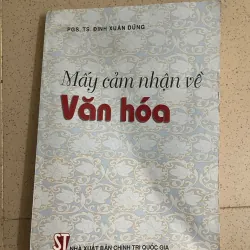 PGS. TS. ĐINH XUÂN DŨNG
Mấy cảm nhận về
Văn hóa
ST
NHÀ XUẤT BẢN CHÍNH TRỊ QUỐC GIA